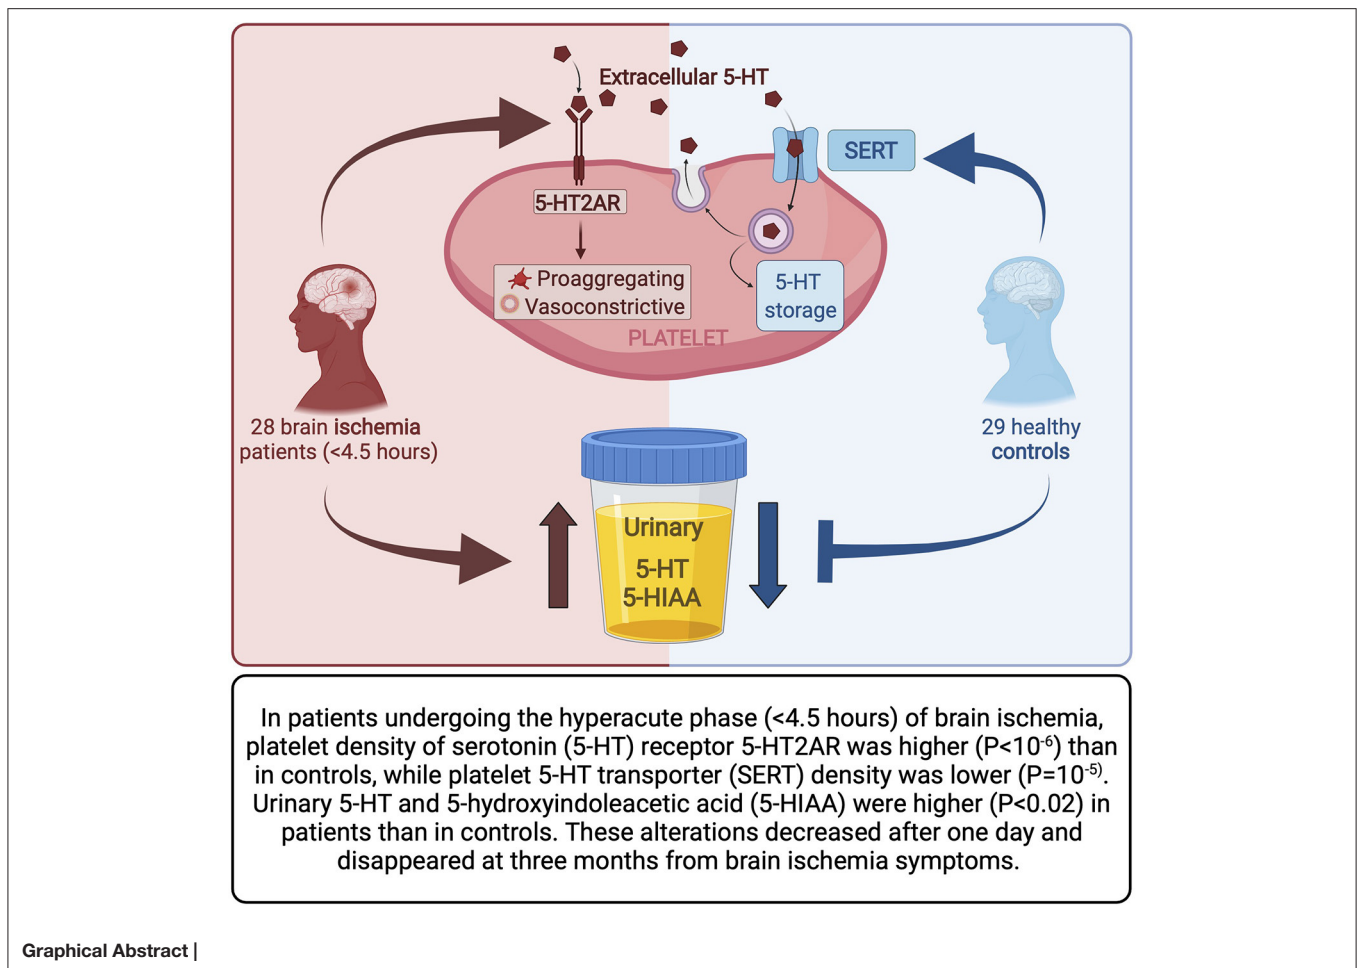 Extracellular 5-HT
SERT
5-HT2AR
Proaggregating
Vasoconstrictive
5-HT
storage
PLATELET
28 brain ischemia
patients (<4.5 hours)
29 healthy
controls
Urinary
5-HT
5-HIAA
In patients undergoing the hyperacute phase (<4.5 hours) of brain ischemia,
platelet density of serotonin (5-HT) receptor 5-HT2AR was higher (P<10⁻⁶) than
in controls, while platelet 5-HT transporter (SERT) density was lower (P=10⁻⁵⁾.
Urinary 5-HT and 5-hydroxyindoleacetic acid (5-HIAA) were higher (P<0.02) in
patients than in controls. These alterations decreased after one day and
disappeared at three months from brain ischemia symptoms.
Graphical Abstract |